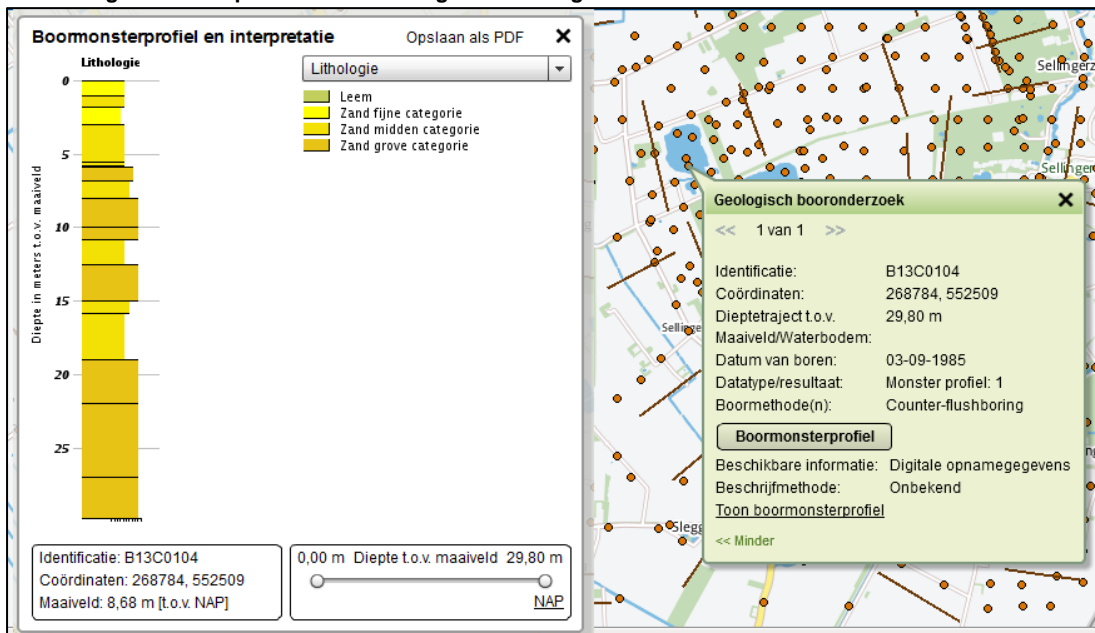 Boormonsterprofiel en interpretatie
Opslaan als PDF
Lithologie
Lithologie
Leem
Zand fijne categorie
Zand midden categorie
Zand grove categorie
Diepte in meters t.o.v. maaiveld
0
5
10
15
20
25
Identificatie: B13C0104
Coördinaten: 268784, 552509
Maaiveld: 8,68 m [t.o.v. NAP]
0,00 m Diepte t.o.v. maaiveld 29,80 m
NAP
Geologisch booronderzoek
<< 1 van 1 >>
Identificatie: B13C0104
Coördinaten: 268784, 552509
Dieptetraject t.o.v. 29,80 m
Maaiveld/Waterbodem:
Datum van boren: 03-09-1985
Datatype/resultaat: Monster profiel: 1
Boormethode(n): Counter-flushboring
Boormonsterprofiel
Beschikbare informatie: Digitale opnamegegevens
Beschrijfmethode: Onbekend
Toon boormonsterprofiel
<< Minder